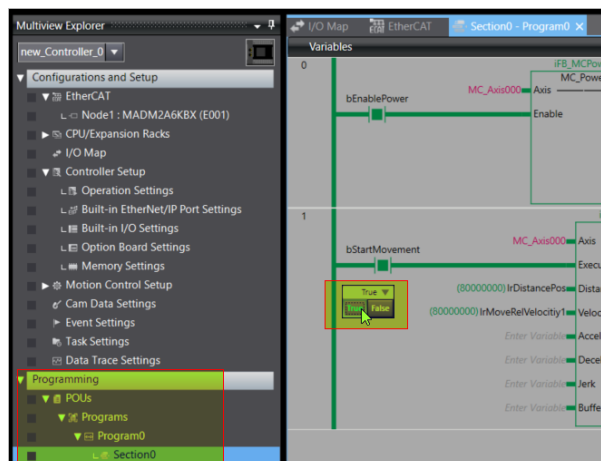 Multiview Explorer
new_Controller_0
Configurations and Setup
EtherCAT
Node1 : MADM2A6KBX (E001)
CPU/Expansion Racks
I/O Map
Controller Setup
Operation Settings
Built-in EtherNet/IP Port Settings
Built-in I/O Settings
Option Board Settings
Memory Settings
Motion Control Setup
Cam Data Settings
Event Settings
Task Settings
Data Trace Settings
Programming
POUs
Programs
Program0
Section0
I/O Map EtherCAT Section0 - Program0
Variables
0
iFB_MCPow
MC_Powe
MC_Axis000 Axis
bEnablePower
Enable
1
MC_Axis000 Axis
bStartMovement
Execu
True
(80000000) lrDistancePos Distan
True False
(80000000) lrMoveRelVelocitiy1 Veloc
Enter Variable Accel
Enter Variable Decel
Enter Variable Jerk
Enter Variable Buffe